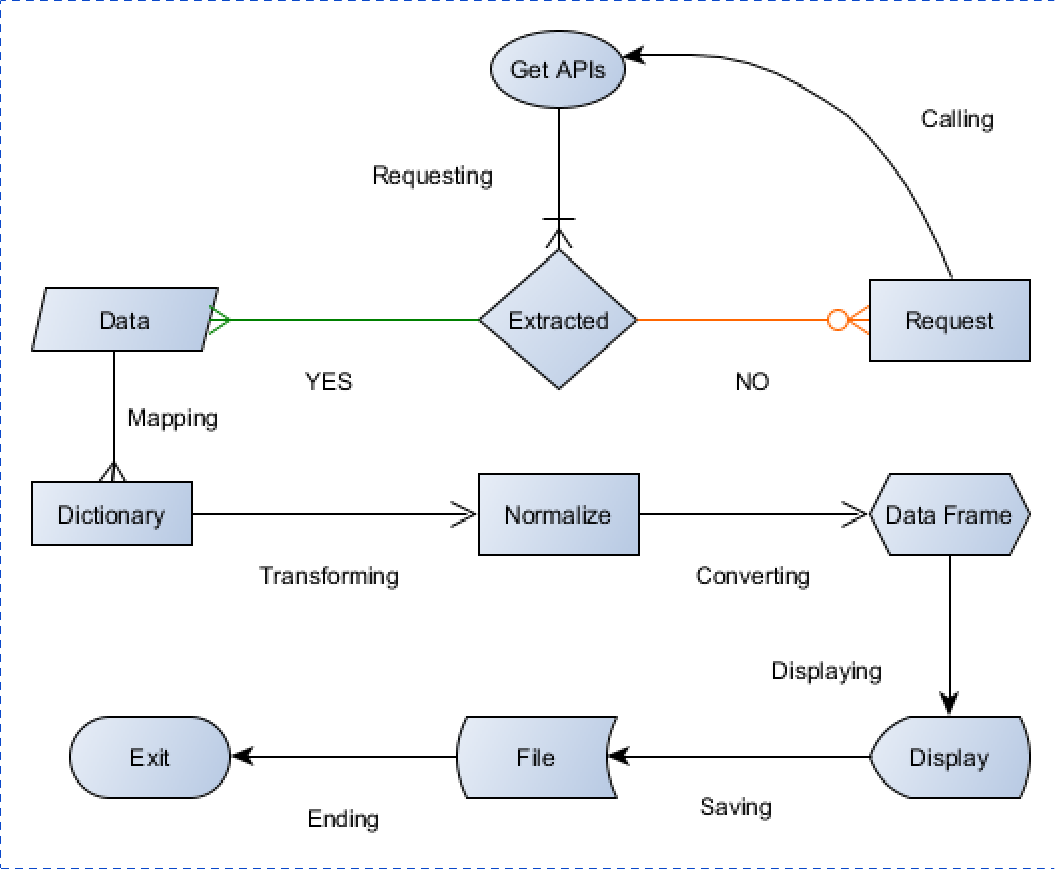 Get APIs
Calling
Requesting
Data
Extracted
Request
YES
NO
Mapping
Dictionary
Normalize
Data Frame
Transforming
Converting
Displaying
Exit
File
Display
Ending
Saving